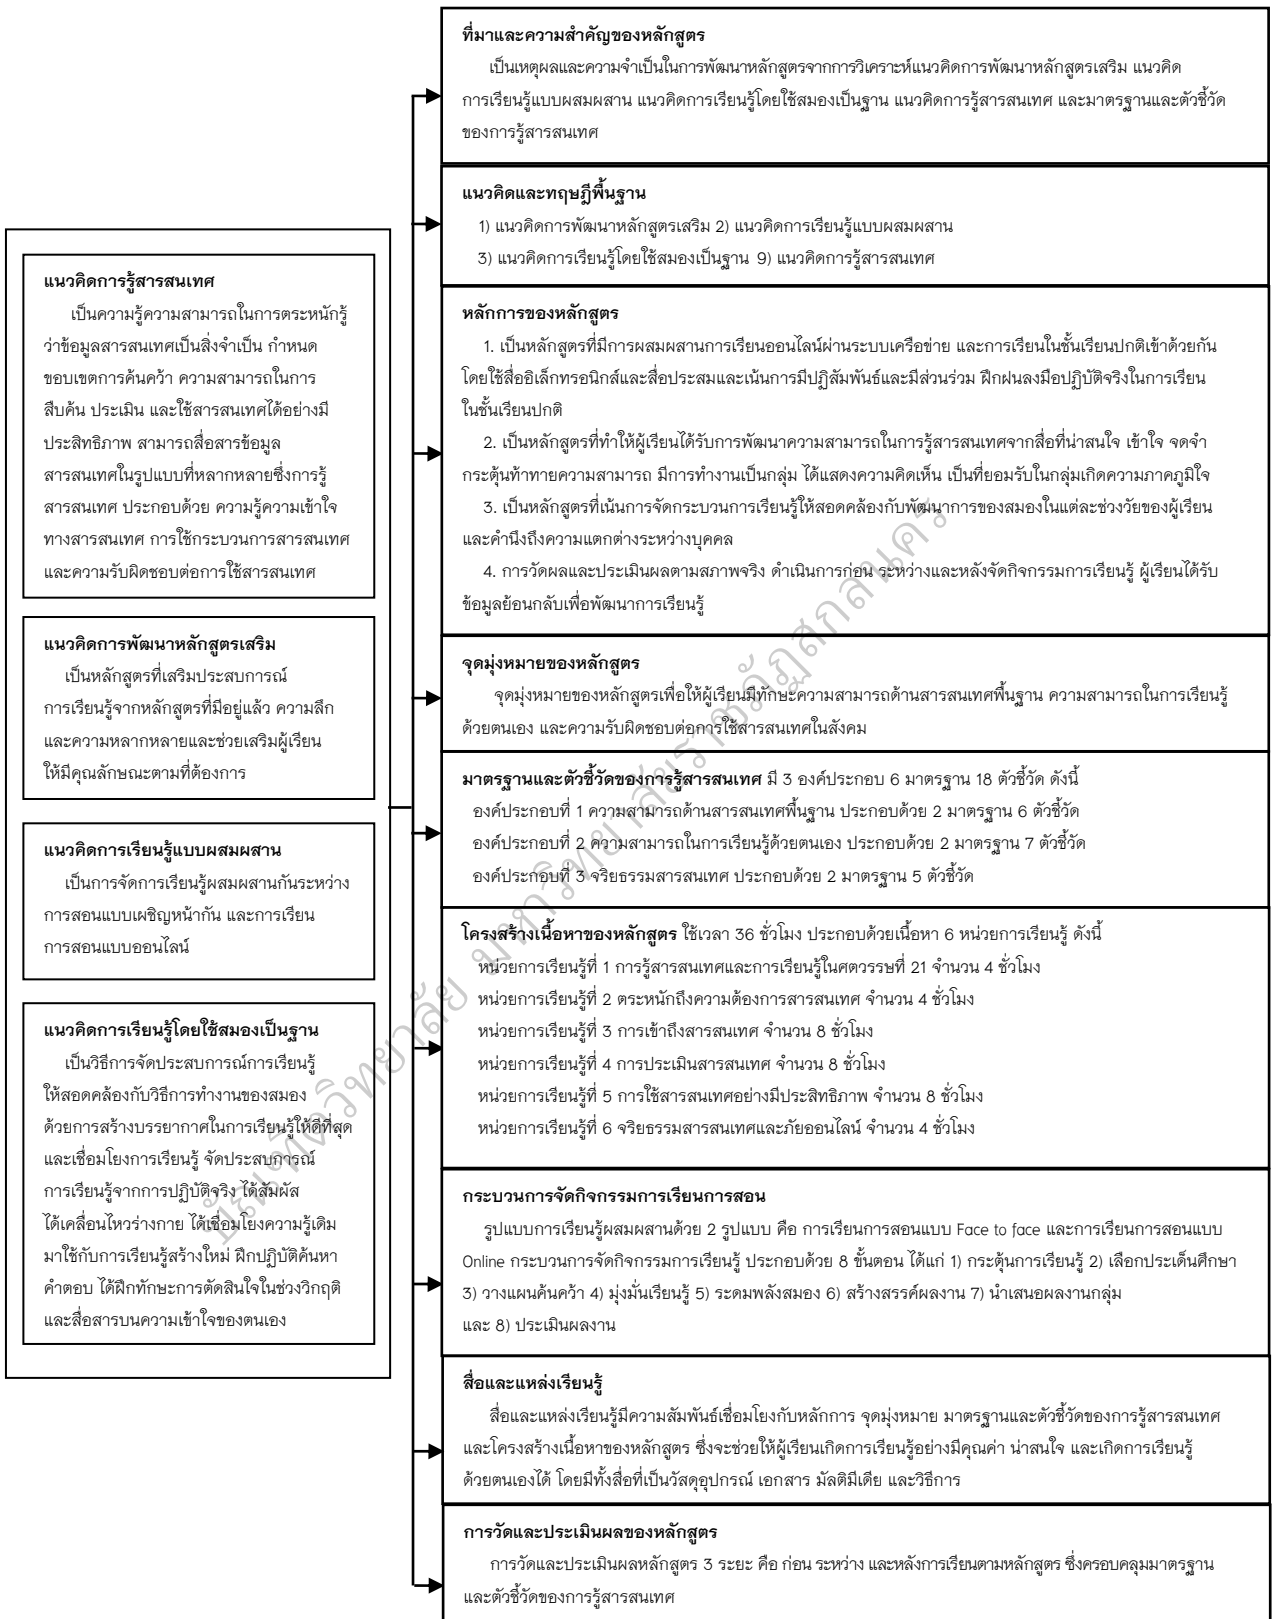 แนวคิดการรู้สารสนเทศ
เป็นความรู้ความสามารถในการตระหนักรู้
ว่าข้อมูลสารสนเทศเป็นสิ่งจำเป็น กำหนด
ขอบเขตการค้นคว้า ความสามารถในการ
สืบค้น ประเมิน และใช้สารสนเทศได้อย่างมี
ประสิทธิภาพ สามารถสื่อสารข้อมูล
สารสนเทศในรูปแบบที่หลากหลายซึ่งการรู้
สารสนเทศ ประกอบด้วย ความรู้ความเข้าใจ
ทางสารสนเทศ การใช้กระบวนการสารสนเทศ
และความรับผิดชอบต่อการใช้สารสนเทศ
แนวคิดการพัฒนาหลักสูตรเสริม
เป็นหลักสูตรที่เสริมประสบการณ์
การเรียนรู้จากหลักสูตรที่มีอยู่แล้ว ความลึก
และความหลากหลายและช่วยเสริมผู้เรียน
ให้มีคุณลักษณะตามที่ต้องการ
แนวคิดการเรียนรู้แบบผสมผสาน
เป็นการจัดการเรียนรู้ผสมผสานกันระหว่าง
การสอนแบบเผชิญหน้ากัน และการเรียน
การสอนแบบออนไลน์
แนวคิดการเรียนรู้โดยใช้สมองเป็นฐาน
เป็นวิธีการจัดประสบการณ์การเรียนรู้
ให้สอดคล้องกับวิธีการทำงานของสมอง
ด้วยการสร้างบรรยากาศในการเรียนรู้ให้ดีที่สุด
และเชื่อมโยงการเรียนรู้ จัดประสบการณ์
การเรียนรู้จากการปฏิบัติจริง ได้สัมผัส
ได้เคลื่อนไหวร่างกาย ได้เชื่อมโยงความรู้เดิม
มาใช้กับการเรียนรู้สร้างใหม่ ฝึกปฏิบัติค้นหา
คำตอบ ได้ฝึกทักษะการตัดสินใจในช่วงวิกฤติ
และสื่อสารบนความเข้าใจของตนเอง
ที่มาและความสำคัญของหลักสูตร
เป็นเหตุผลและความจำเป็นในการพัฒนาหลักสูตรจากการวิเคราะห์แนวคิดการพัฒนาหลักสูตรเสริม แนวคิด
การเรียนรู้แบบผสมผสาน แนวคิดการเรียนรู้โดยใช้สมองเป็นฐาน แนวคิดการรู้สารสนเทศ และมาตรฐานและตัวชี้วัด
ของการรู้สารสนเทศ
แนวคิดและทฤษฎีพื้นฐาน
1) แนวคิดการพัฒนาหลักสูตรเสริม 2) แนวคิดการเรียนรู้แบบผสมผสาน
3) แนวคิดการเรียนรู้โดยใช้สมองเป็นฐาน 9) แนวคิดการรู้สารสนเทศ
หลักการของหลักสูตร
1. เป็นหลักสูตรที่มีการผสมผสานการเรียนออนไลน์ผ่านระบบเครือข่าย และการเรียนในชั้นเรียนปกติเข้าด้วยกัน
โดยใช้สื่ออิเล็กทรอนิกส์และสื่อประสมและเน้นการมีปฏิสัมพันธ์และมีส่วนร่วม ฝึกฝนลงมือปฏิบัติจริงในการเรียน
ในชั้นเรียนปกติ
2. เป็นหลักสูตรที่ทำให้ผู้เรียนได้รับการพัฒนาความสามารถในการรู้สารสนเทศจากสื่อที่น่าสนใจ เข้าใจ จดจำ
กระตุ้นท้าทายความสามารถ มีการทำงานเป็นกลุ่ม ได้แสดงความคิดเห็น เป็นที่ยอมรับในกลุ่มเกิดความภาคภูมิใจ
3. เป็นหลักสูตรที่เน้นการจัดกระบวนการเรียนรู้ให้สอดคล้องกับพัฒนาการของสมองในแต่ละช่วงวัยของผู้เรียน
และคำนึงถึงความแตกต่างระหว่างบุคคล
4. การวัดผลและประเมินผลตามสภาพจริง ดำเนินการก่อน ระหว่างและหลังจัดกิจกรรมการเรียนรู้ ผู้เรียนได้รับ
ข้อมูลย้อนกลับเพื่อพัฒนาการเรียนรู้
จุดมุ่งหมายของหลักสูตร
จุดมุ่งหมายของหลักสูตรเพื่อให้ผู้เรียนมีทักษะความสามารถด้านสารสนเทศพื้นฐาน ความสามารถในการเรียนรู้
ด้วยตนเอง และความรับผิดชอบต่อการใช้สารสนเทศในสังคม
มาตรฐานและตัวชี้วัดของการรู้สารสนเทศ มี 3 องค์ประกอบ 6 มาตรฐาน 18 ตัวชี้วัด ดังนี้
องค์ประกอบที่ 1 ความสามารถด้านสารสนเทศพื้นฐาน ประกอบด้วย 2 มาตรฐาน 6 ตัวชี้วัด
องค์ประกอบที่ 2 ความสามารถในการเรียนรู้ด้วยตนเอง ประกอบด้วย 2 มาตรฐาน 7 ตัวชี้วัด
องค์ประกอบที่ 3 จริยธรรมสารสนเทศ ประกอบด้วย 2 มาตรฐาน 5 ตัวชี้วัด
โครงสร้างเนื้อหาของหลักสูตร ใช้เวลา 36 ชั่วโมง ประกอบด้วยเนื้อหา 6 หน่วยการเรียนรู้ ดังนี้
หน่วยการเรียนรู้ที่ 1 การรู้สารสนเทศและการเรียนรู้ในศตวรรษที่ 21 จำนวน 4 ชั่วโมง
หน่วยการเรียนรู้ที่ 2 ตระหนักถึงความต้องการสารสนเทศ จำนวน 4 ชั่วโมง
หน่วยการเรียนรู้ที่ 3 การเข้าถึงสารสนเทศ จำนวน 8 ชั่วโมง
หน่วยการเรียนรู้ที่ 4 การประเมินสารสนเทศ จำนวน 8 ชั่วโมง
หน่วยการเรียนรู้ที่ 5 การใช้สารสนเทศอย่างมีประสิทธิภาพ จำนวน 8 ชั่วโมง
หน่วยการเรียนรู้ที่ 6 จริยธรรมสารสนเทศและภัยออนไลน์ จำนวน 4 ชั่วโมง
กระบวนการจัดกิจกรรมการเรียนการสอน
รูปแบบการเรียนรู้ผสมผสานด้วย 2 รูปแบบ คือ การเรียนการสอนแบบ Face to face และการเรียนการสอนแบบ
Online กระบวนการจัดกิจกรรมการเรียนรู้ ประกอบด้วย 8 ขั้นตอน ได้แก่ 1) กระตุ้นการเรียนรู้ 2) เลือกประเด็นศึกษา
3) วางแผนค้นคว้า 4) มุ่งมั่นเรียนรู้ 5) ระดมพลังสมอง 6) สร้างสรรค์ผลงาน 7) นำเสนอผลงานกลุ่ม
และ 8) ประเมินผลงาน
สื่อและแหล่งเรียนรู้
สื่อและแหล่งเรียนรู้มีความสัมพันธ์เชื่อมโยงกับหลักการ จุดมุ่งหมาย มาตรฐานและตัวชี้วัดของการรู้สารสนเทศ
และโครงสร้างเนื้อหาของหลักสูตร ซึ่งจะช่วยให้ผู้เรียนเกิดการเรียนรู้อย่างมีคุณค่า น่าสนใจ และเกิดการเรียนรู้
ด้วยตนเองได้ โดยมีทั้งสื่อที่เป็นวัสดุอุปกรณ์ เอกสาร มัลติมีเดีย และวิธีการ
การวัดและประเมินผลของหลักสูตร
การวัดและประเมินผลหลักสูตร 3 ระยะ คือ ก่อน ระหว่าง และหลังการเรียนตามหลักสูตร ซึ่งครอบคลุมมาตรฐาน
และตัวชี้วัดของการรู้สารสนเทศ
บัณฑิตวิทยาลัย มหาวิทยาลัยราชภัฏสกลนคร